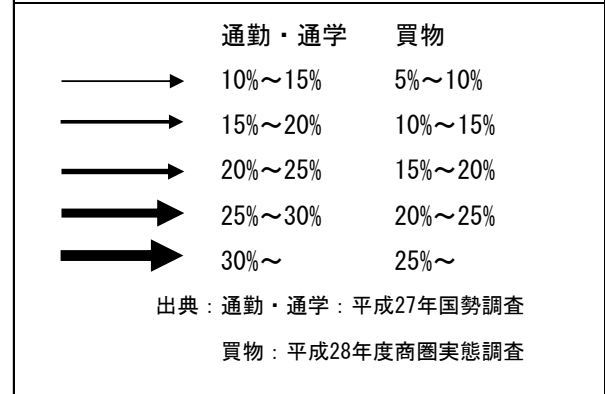 通勤・通学 買物
10%～15% 5%～10%
15%～20% 10%～15%
20%～25% 15%～20%
25%～30% 20%～25%
30%～ 25%～
出典：通勤・通学：平成27年国勢調査
買物：平成28年度商圏実態調査